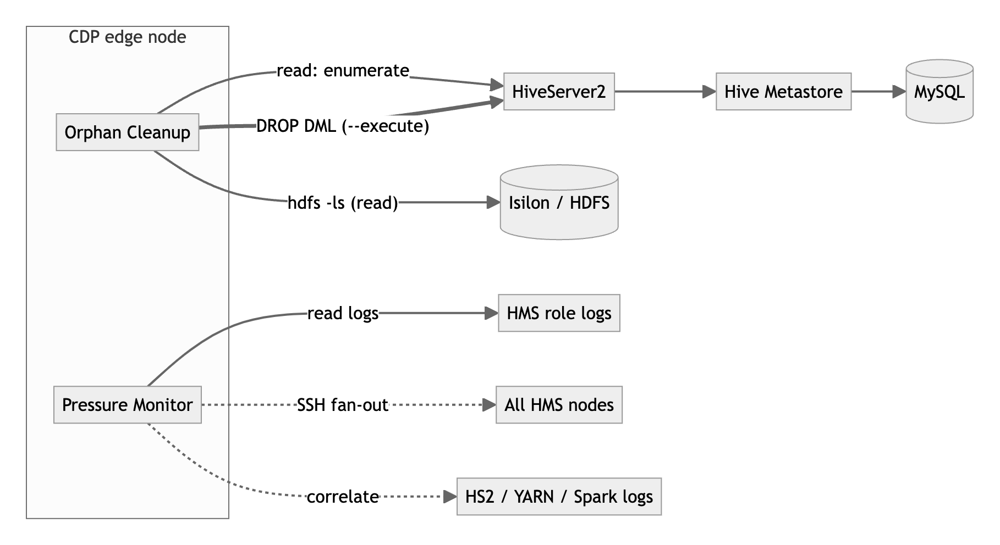 CDP edge node
read: enumerate
HiveServer2
Hive Metastore
MySQL
Orphan Cleanup
DROP DML (--execute)
hdfs -ls (read)
Isilon / HDFS
read logs
HMS role logs
Pressure Monitor
SSH fan-out
All HMS nodes
correlate
HS2 / YARN / Spark logs